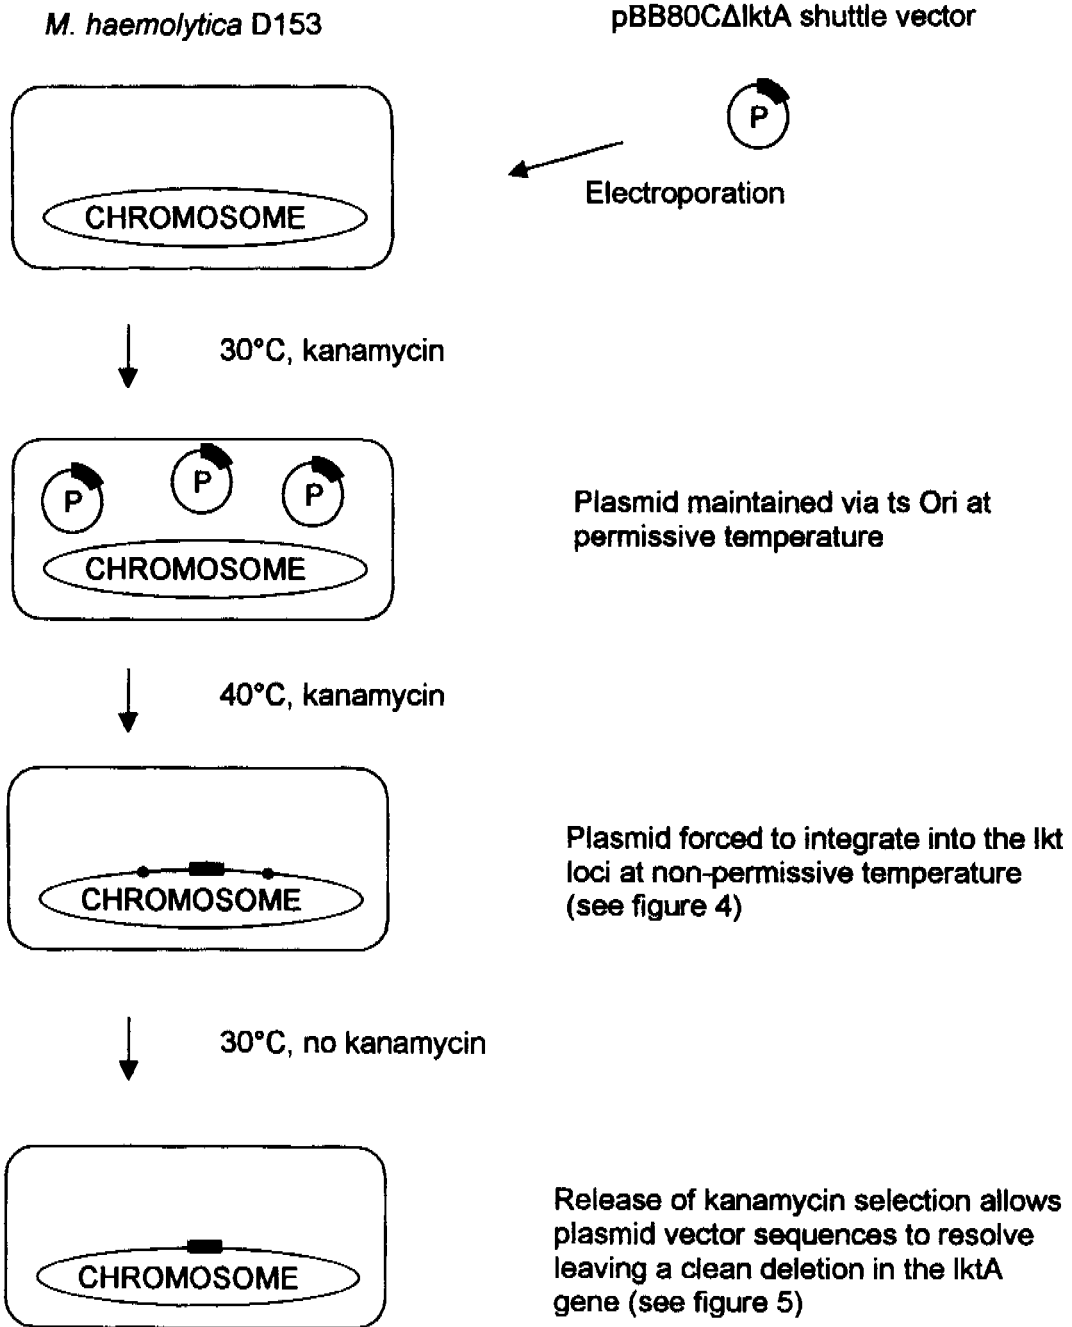 M. haemolytica D153
pBB80CΔlktA shuttle vector
P
Electroporation
CHROMOSOME
30°C, kanamycin
P P P
CHROMOSOME
Plasmid maintained via ts Ori at
permissive temperature
40°C, kanamycin
CHROMOSOME
Plasmid forced to integrate into the lkt
loci at non-permissive temperature
(see figure 4)
30°C, no kanamycin
CHROMOSOME
Release of kanamycin selection allows
plasmid vector sequences to resolve
leaving a clean deletion in the lktA
gene (see figure 5)